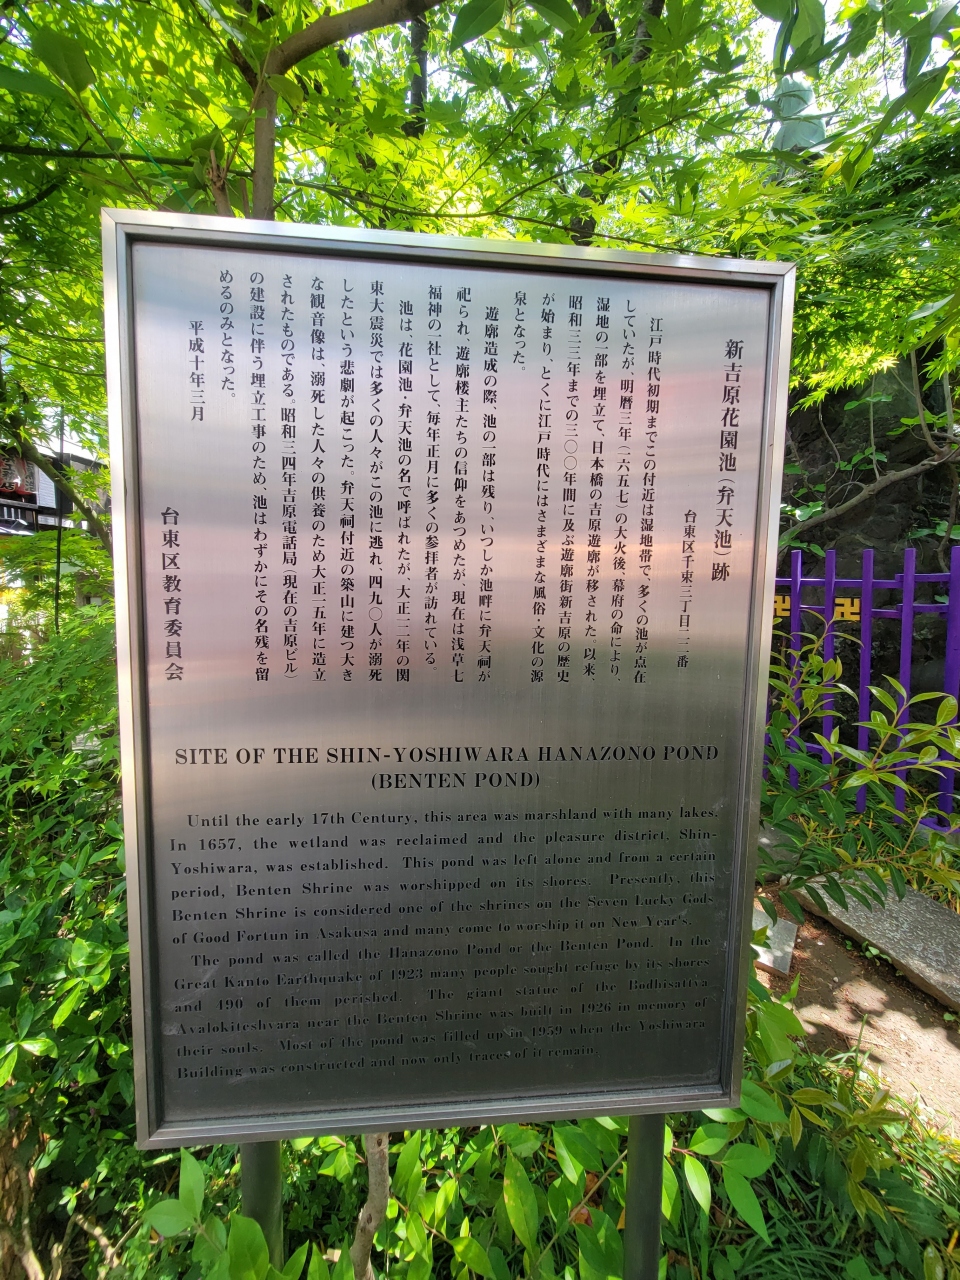 新吉原花園池（弁天池）跡
台東区千束三丁目二二番
江戸時代初期までこの付近は湿地帯で、多くの池が点在
していたが、明暦三年（一六五七）の大火後、幕府の命により、
湿地の一部を埋立て、日本橋の吉原遊廓が移された。以来、
昭和三三年までの三〇〇年間に及ぶ遊廓街新吉原の歴史
が始まり、とくに江戸時代にはさまざまな風俗・文化の源
泉となった。
遊廓造成の際、池の一部は残り、いつしか池畔に弁天祠が
祀られ、遊廓楼主たちの信仰をあつめたが、現在は浅草七
福神の一社として、毎年正月に多くの参拝者が訪れている。
池は、花園池・弁天池の名で呼ばれたが、大正一二年の関
東大震災では多くの人々がこの池に逃れ、四九〇人が溺死
したという悲劇が起こった。弁天祠付近の築山に建つ大き
な観音像は、溺死した人々の供養のため大正一五年に造立
されたものである。昭和三四年吉原電話局（現在の吉原ビル）
の建設に伴う埋立工事のため、池はわずかにその名残を留
めるのみとなった。
平成十年三月
台東区教育委員会
SITE OF THE SHIN-YOSHIWARA HANAZONO POND
(BENTEN POND)
Until the early 17th Century, this area was marshland with many lakes.
In 1657, the wetland was reclaimed and the pleasure district, Shin-
Yoshiwara, was established. This pond was left alone and from a certain
period, Benten Shrine was worshipped on its shores. Presently, this
Benten Shrine is considered one of the shrines on the Seven Lucky Gods
of Good Fortun in Asakusa and many come to worship it on New Year's.
The pond was called the Hanazono Pond or the Benten Pond. In the
Great Kanto Earthquake of 1923 many people sought refuge by its shores
and 490 of them perished. The giant statue of the Bodhisattva
Avalokiteshvara near the Benten Shrine was built in 1926 in memory of
their souls. Most of the pond was filled up in 1959 when the Yoshiwara
Building was constructed and now only traces of it remain.